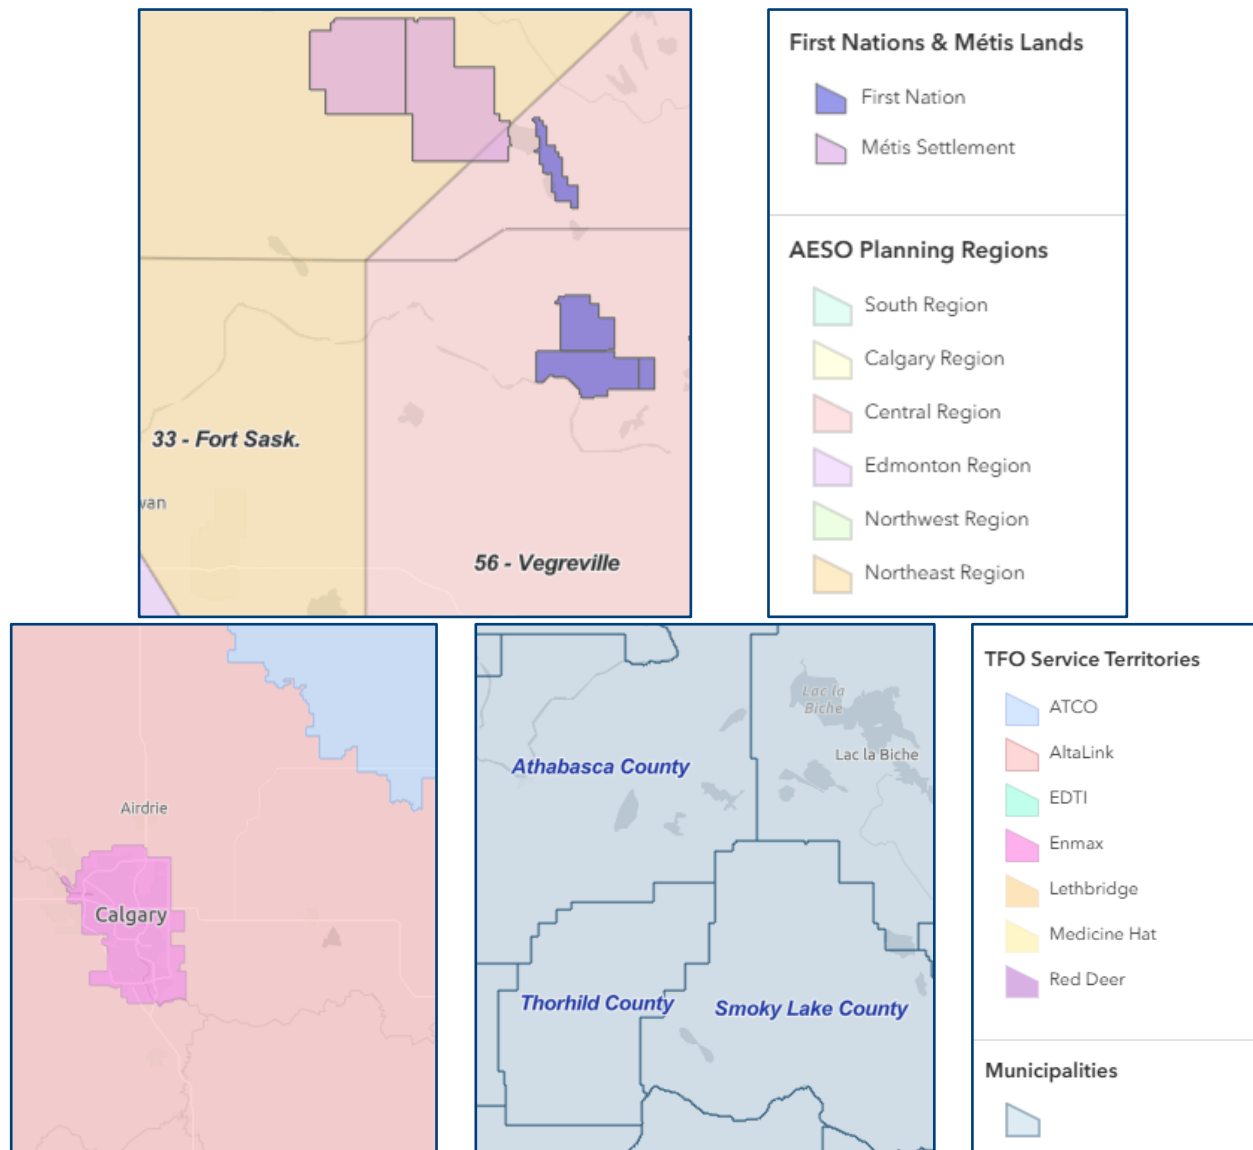 33 - Fort Sask.
van
56 - Vegreville
First Nations & Métis Lands
First Nation
Métis Settlement
AESO Planning Regions
South Region
Calgary Region
Central Region
Edmonton Region
Northwest Region
Northeast Region
Airdrie
Calgary
Lac la
Biche
Lac la Biche
Athabasca County
Thorhild County
Smoky Lake County
TFO Service Territories
ATCO
AltaLink
EDTI
Enmax
Lethbridge
Medicine Hat
Red Deer
Municipalities